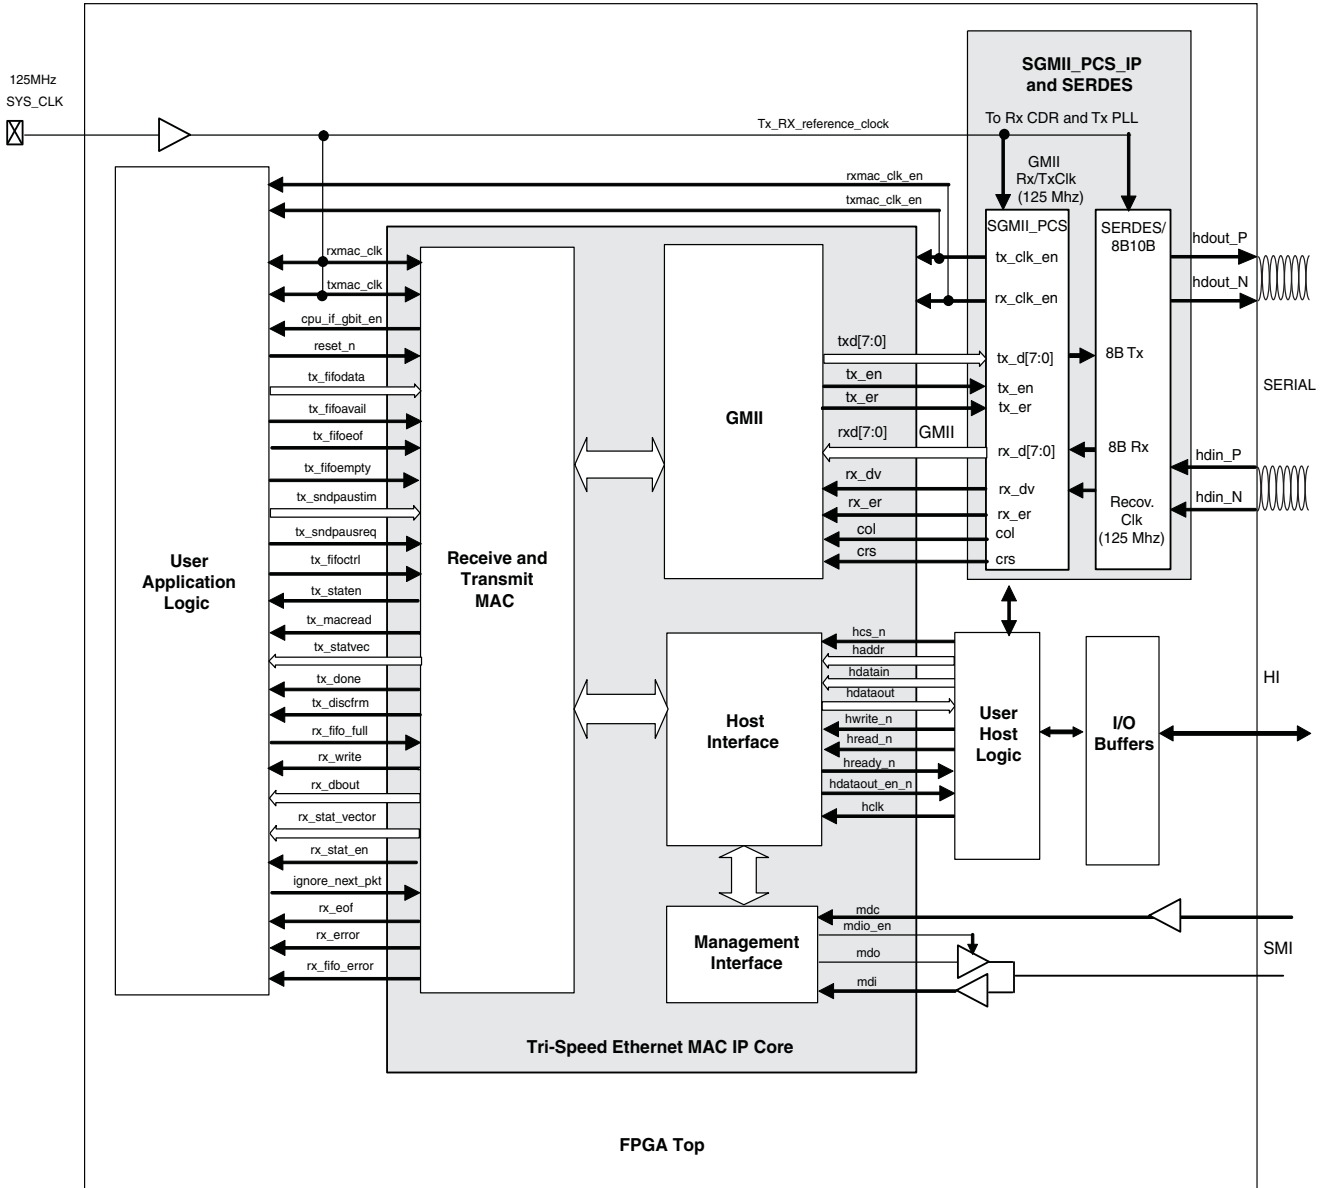 125MHz
SYS_CLK
SGMII_PCS_IP
and SERDES
Tx_RX_reference_clock
To Rx CDR and Tx PLL
GMII
Rx/TxClk
(125 Mhz)
rxmac_clk_en
txmac_clk_en
User
Application
Logic
rxmac_clk
txmac_clk
cpu_if_gbit_en
reset_n
tx_fifodata
tx_fifoavail
tx_fifoeof
tx_fifoempty
tx_sndpaustim
tx_sndpausreq
tx_fifoctrl
tx_staten
tx_macread
tx_statvec
tx_done
tx_discfrm
rx_fifo_full
rx_write
rx_dbout
rx_stat_vector
rx_stat_en
ignore_next_pkt
rx_eof
rx_error
rx_fifo_error
Receive and
Transmit
MAC
GMII
txd[7:0]
tx_en
tx_er
rxd[7:0]
GMII
rx_dv
rx_er
col
crs
SGMII_PCS
tx_clk_en
rx_clk_en
tx_d[7:0]
tx_en
tx_er
rx_d[7:0]
rx_dv
rx_er
col
crs
SERDES/
8B10B
8B Tx
8B Rx
Recov.
Clk
(125 Mhz)
hdout_P
hdout_N
SERIAL
hdin_P
hdin_N
Host
Interface
hcs_n
haddr
hdatain
hdataout
hwrite_n
hread_n
hready_n
hdataout_en_n
hclk
User
Host
Logic
I/O
Buffers
HI
Management
Interface
mdc
mdio_en
mdo
mdi
SMI
Tri-Speed Ethernet MAC IP Core
FPGA Top